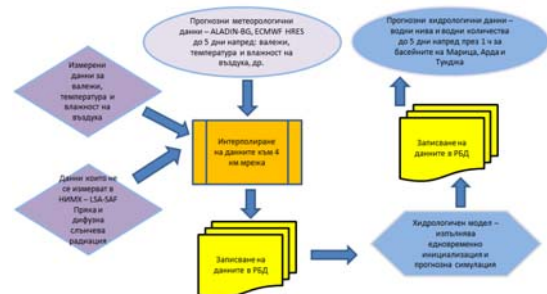 Прогнозни метеорологични
данни – ALADIN-BG, ECMWF HRES
до 5 дни напред: валежи,
температура и влажност на
въздуха, др.
Прогнозни хидрологични данни –
водни нива и водни количества
до 5 дни напред през 1 ч за
басейните на Марица, Арда и
Тунджа
Измерени
данни за
валежи,
температура и
влажност на
въздуха
Интерполиране
на данните към 4
км мрежа
Записване на
данните в РБД
Данни които не
се измерват в
НИМХ – LSA-SAF
Пряка и
дифузна
слънчева
радиация
Записване на
данните в РБД
Хидрологичен модел –
изпълнява
едновременно
инициализация и
прогнозна симулация